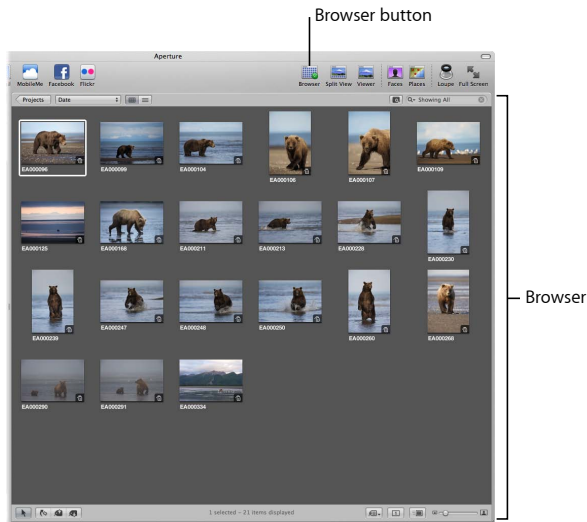 Browser button
Aperture
MobileMe Facebook Flickr Browser Split View Viewer Faces Places Loupe Full Screen
Projects Date Showing All
EA000096 EA000099 EA000104 EA000106 EA000107 EA000109
EA000125 EA000168 EA000211 EA000213 EA000228 EA000230
Browser
EA000239 EA000247 EA000248 EA000250 EA000260 EA000268
EA000290 EA000291 EA000334
1 selected – 21 items displayed